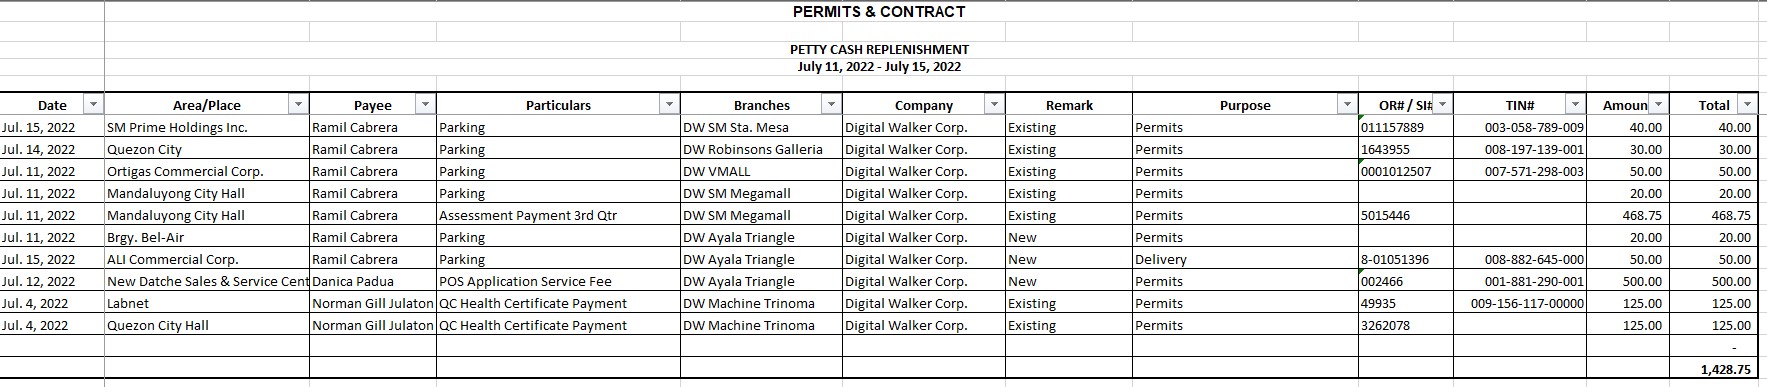 PERMITS & CONTRACT
PETTY CASH REPLENISHMENT
July 11, 2022 - July 15, 2022
Date Area/Place Payee Particulars Branches Company Remark Purpose OR# / SI# TIN# Amoun Total
Jul. 15, 2022 SM Prime Holdings Inc. Ramil Cabrera Parking DW SM Sta. Mesa Digital Walker Corp. Existing Permits 011157889 003-058-789-009 40.00 40.00
Jul. 14, 2022 Quezon City Ramil Cabrera Parking DW Robinsons Galleria Digital Walker Corp. Existing Permits 1643955 008-197-139-001 30.00 30.00
Jul. 11, 2022 Ortigas Commercial Corp. Ramil Cabrera Parking DW VMALL Digital Walker Corp. Existing Permits 0001012507 007-571-298-003 50.00 50.00
Jul. 11, 2022 Mandaluyong City Hall Ramil Cabrera Parking DW SM Megamall Digital Walker Corp. Existing Permits 20.00 20.00
Jul. 11, 2022 Mandaluyong City Hall Ramil Cabrera Assessment Payment 3rd Qtr DW SM Megamall Digital Walker Corp. Existing Permits 5015446 468.75 468.75
Jul. 11, 2022 Brgy. Bel-Air Ramil Cabrera Parking DW Ayala Triangle Digital Walker Corp. New Permits 20.00 20.00
Jul. 15, 2022 ALI Commercial Corp. Ramil Cabrera Parking DW Ayala Triangle Digital Walker Corp. New Delivery 8-01051396 008-882-645-000 50.00 50.00
Jul. 12, 2022 New Datche Sales & Service Cent Danica Padua POS Application Service Fee DW Ayala Triangle Digital Walker Corp. New Permits 002466 001-881-290-001 500.00 500.00
Jul. 4, 2022 Labnet Norman Gill Julaton QC Health Certificate Payment DW Machine Trinoma Digital Walker Corp. Existing Permits 49935 009-156-117-00000 125.00 125.00
Jul. 4, 2022 Quezon City Hall Norman Gill Julaton QC Health Certificate Payment DW Machine Trinoma Digital Walker Corp. Existing Permits 3262078 125.00 125.00
-
1,428.75